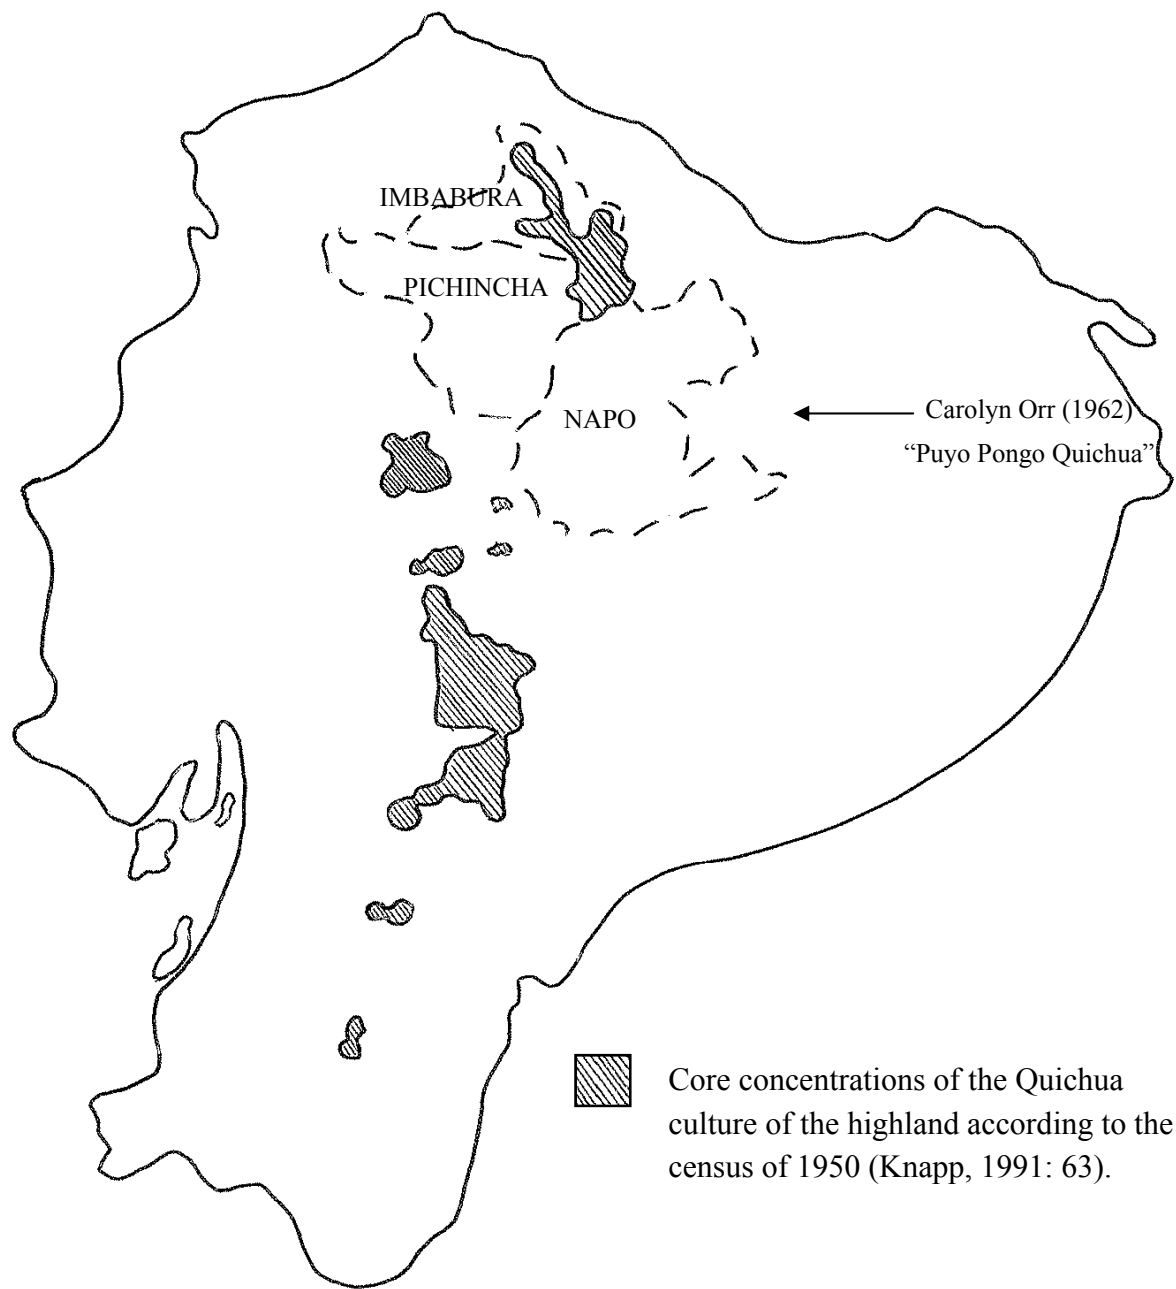 IMBABURA
PICHINCHA
NAPO
Carolyn Orr (1962)
“Puyo Pongo Quichua”
Core concentrations of the Quichua
culture of the highland according to the
census of 1950 (Knapp, 1991: 63).